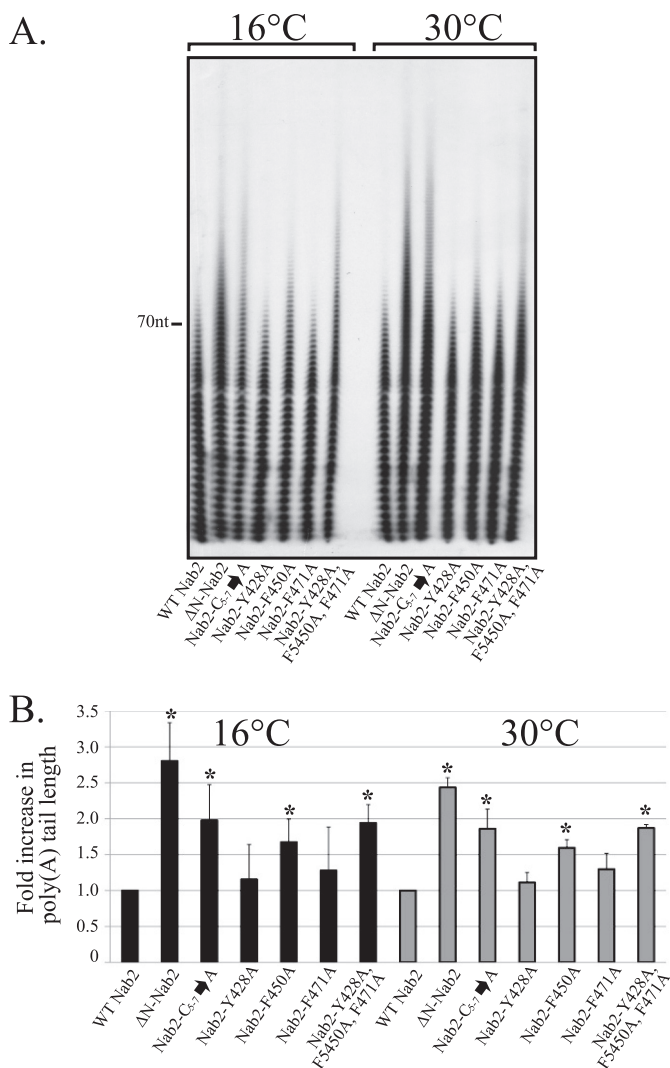 A.
16°C
30°C
70nt
WT Nab2
ΔN-Nab2
Nab2-C5-7➡A
Nab2-Y428A
Nab2-F450A
Nab2-F471A
Nab2-Y428A,
F5450A, F471A
WT Nab2
ΔN-Nab2
Nab2-C5-7➡A
Nab2-Y428A
Nab2-F450A
Nab2-F471A
Nab2-Y428A,
F5450A, F471A
B.
16°C
30°C
Fold increase in
poly(A) tail length
3.5
3.0
2.5
2.0
1.5
1.0
0.5
0
*
*
*
*
*
*
*
*
WT Nab2
ΔN-Nab2
Nab2-C5-7➡A
Nab2-Y428A
Nab2-F450A
Nab2-F471A
Nab2-Y428A,
F5450A, F471A
WT Nab2
ΔN-Nab2
Nab2-C5-7➡A
Nab2-Y428A
Nab2-F450A
Nab2-F471A
Nab2-Y428A,
F5450A, F471A